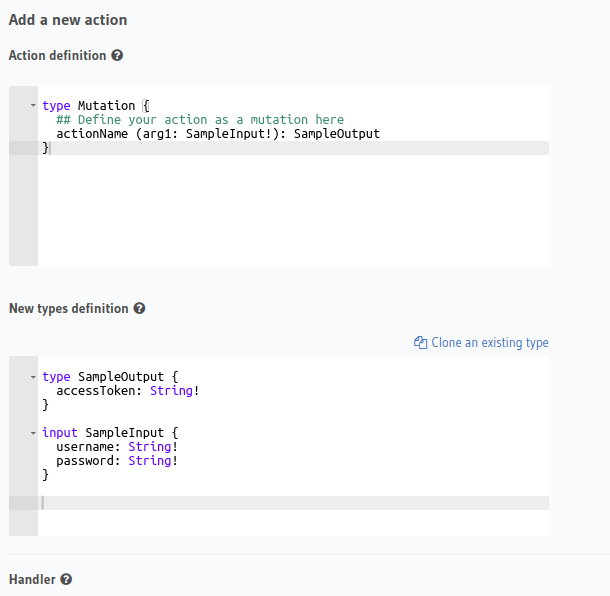 Add a new action
Action definition
type Mutation {
## Define your action as a mutation here
actionName (arg1: SampleInput!): SampleOutput
}
New types definition
Clone an existing type
type SampleOutput {
accessToken: String!
}
input SampleInput {
username: String!
password: String!
}
Handler